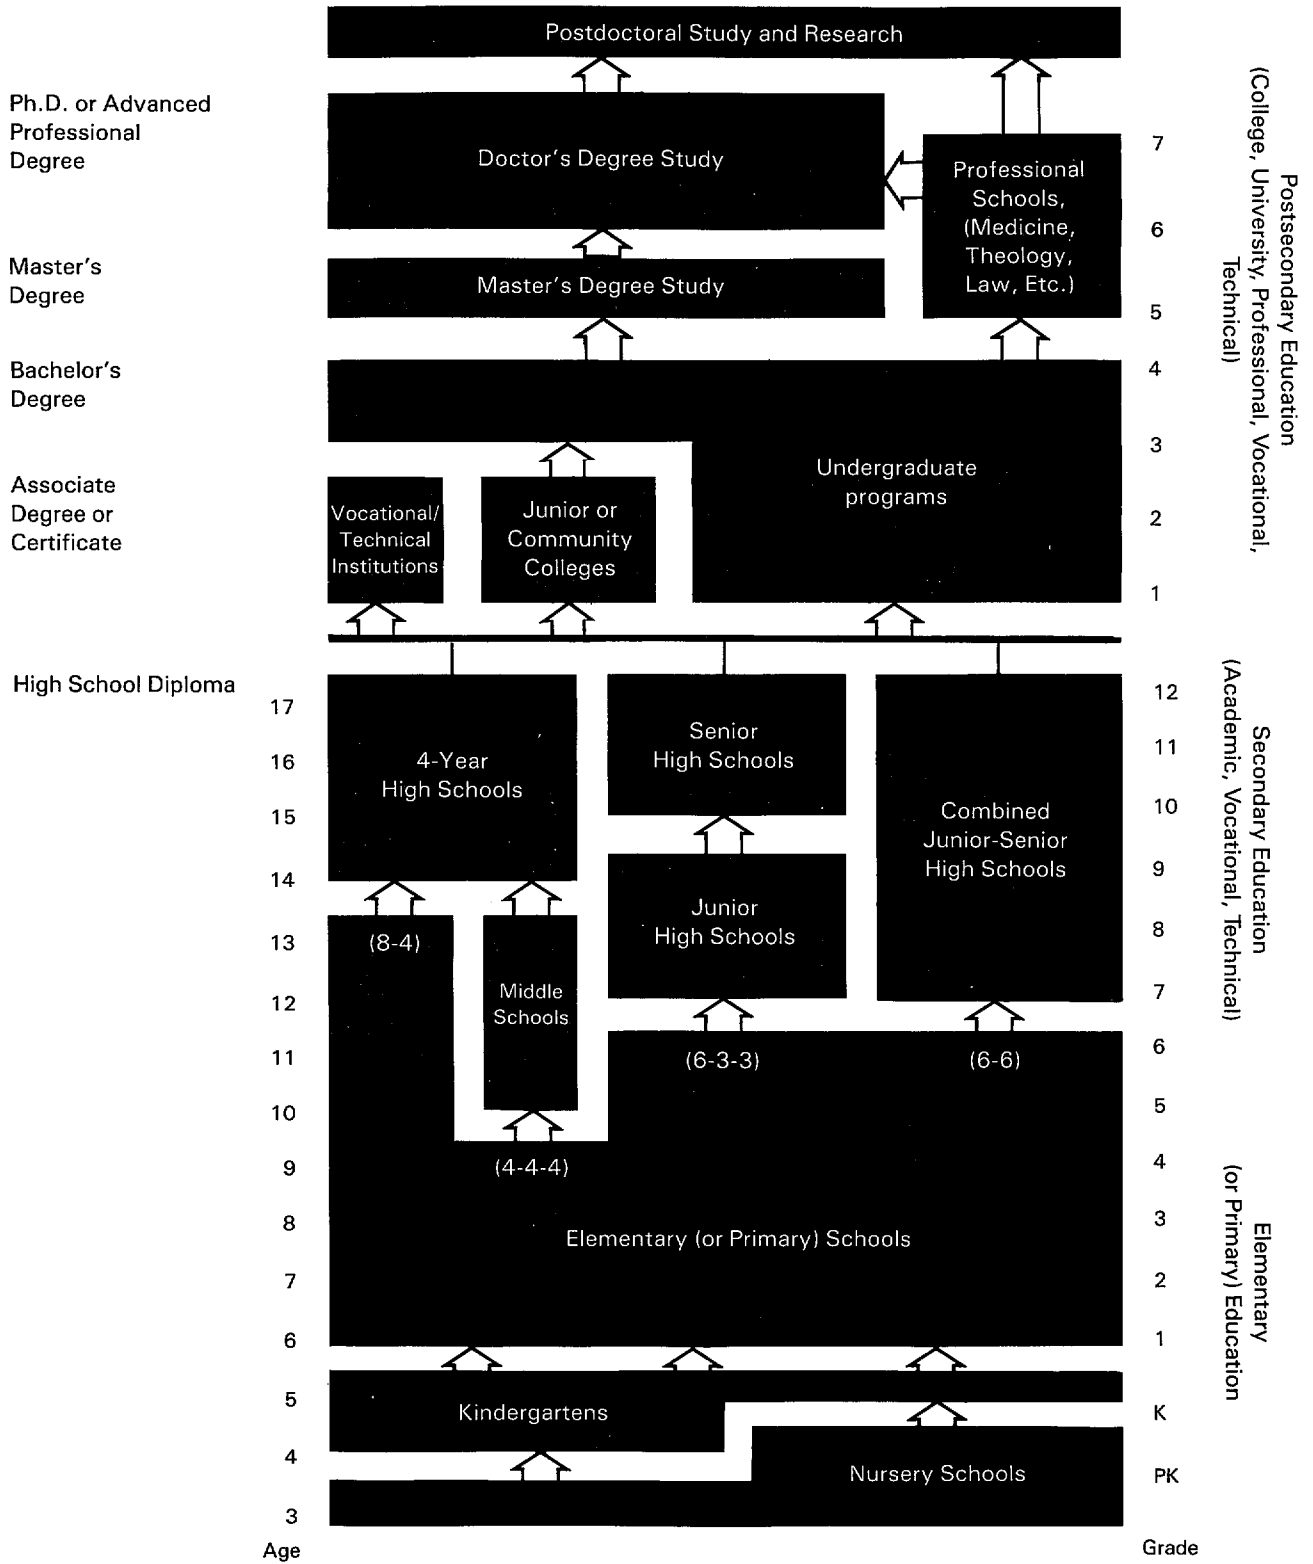 Postdoctoral Study and Research
Ph.D. or Advanced
Professional
Degree
Doctor's Degree Study
Professional
Schools,
(Medicine,
Theology,
Law, Etc.)
7
6
Master's
Degree
Master's Degree Study
5
Bachelor's
Degree
4
3
Undergraduate
programs
Associate
Degree or
Certificate
Vocational/
Technical
Institutions
Junior or
Community
Colleges
2
1
Postsecondary Education
(College, University, Professional, Vocational,
Technical)
High School Diploma
17
16
15
14
13
12
11
10
9
8
7
6
5
4
3
Age
4-Year
High Schools
Senior
High Schools
Combined
Junior-Senior
High Schools
Junior
High Schools
(8-4)
Middle
Schools
(6-3-3)
(6-6)
(4-4-4)
Elementary (or Primary) Schools
Kindergartens
Nursery Schools
12
11
10
9
8
7
6
5
4
3
2
1
K
PK
Grade
Secondary Education
(Academic, Vocational, Technical)
Elementary
(or Primary) Education